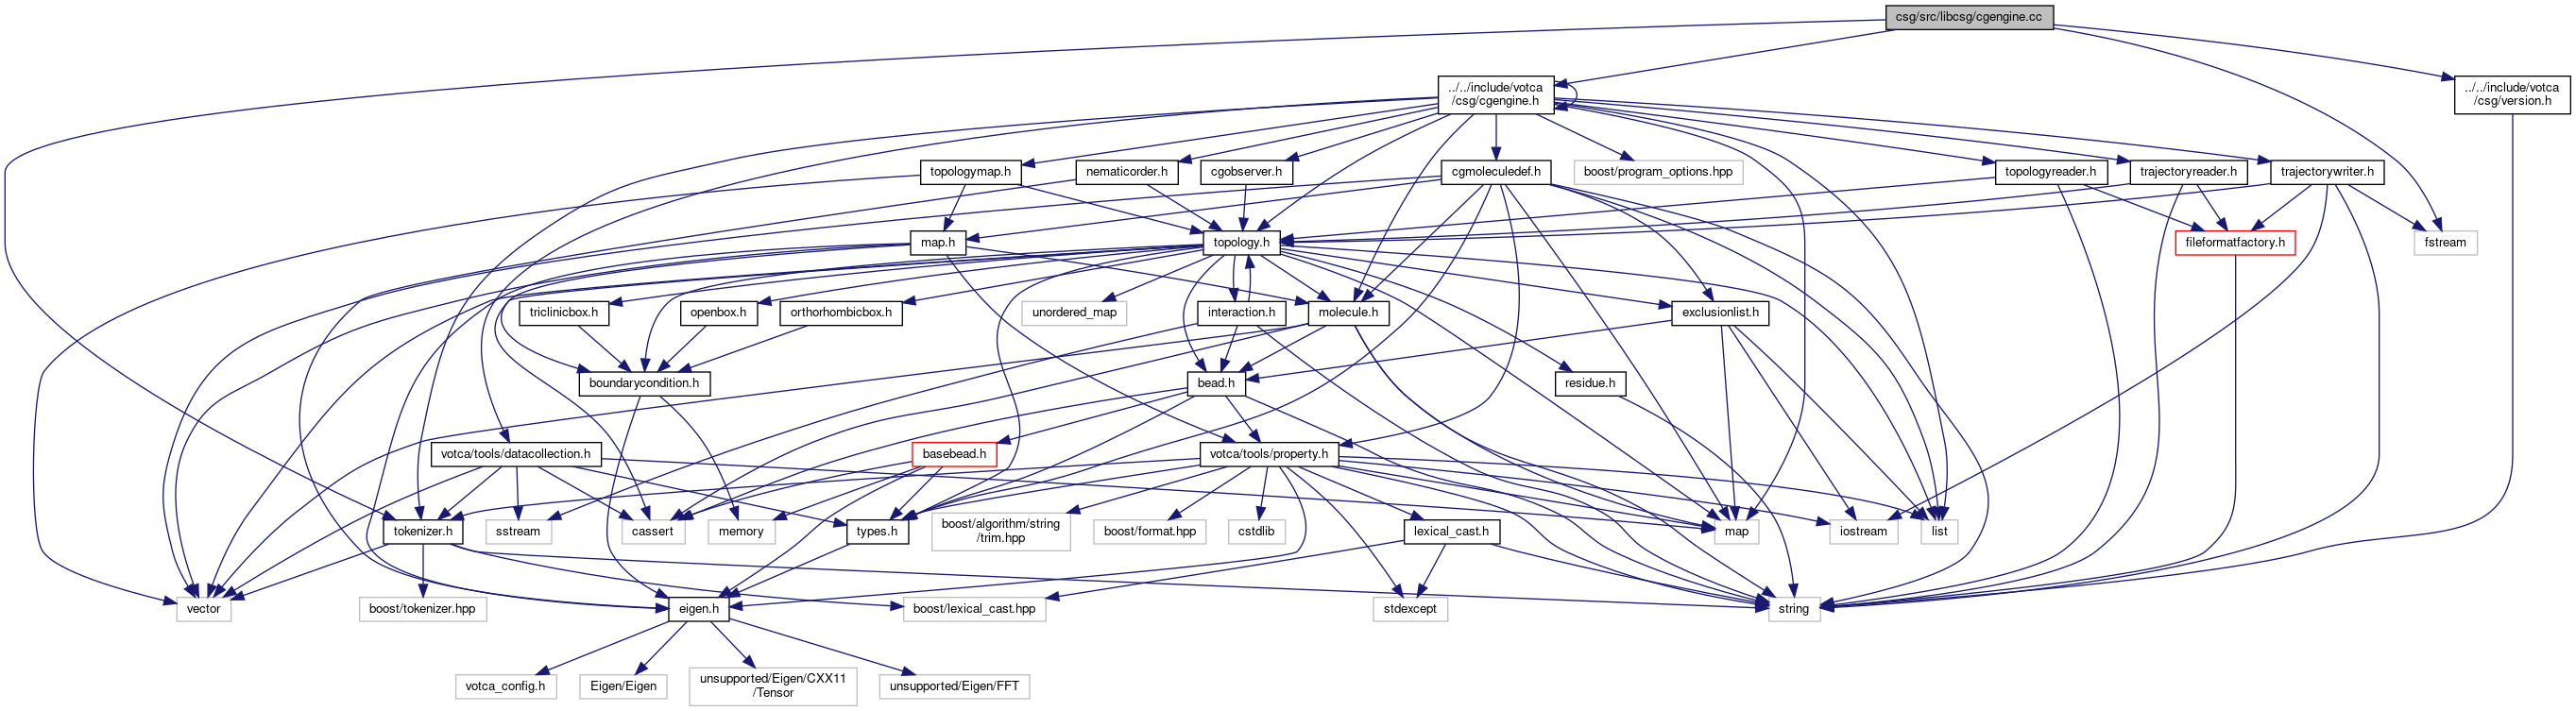 csg/src/libcsg/cgengine.cc
../../include/votca
/csg/cgengine.h
../../include/votca
/csg/version.h
topologymap.h
nematicorder.h
cgobserver.h
cgmoleculedef.h
boost/program_options.hpp
topologyreader.h
trajectoryreader.h
trajectorywriter.h
map.h
topology.h
fileformatfactory.h
fstream
triclinicbox.h
openbox.h
orthorhombicbox.h
unordered_map
interaction.h
molecule.h
exclusionlist.h
boundarycondition.h
bead.h
residue.h
votca/tools/datacollection.h
basebead.h
votca/tools/property.h
tokenizer.h
sstream
cassert
memory
types.h
boost/algorithm/string
/trim.hpp
boost/format.hpp
cstdlib
lexical_cast.h
map
iostream
list
vector
boost/tokenizer.hpp
eigen.h
boost/lexical_cast.hpp
stdexcept
string
votca_config.h
Eigen/Eigen
unsupported/Eigen/CXX11
/Tensor
unsupported/Eigen/FFT